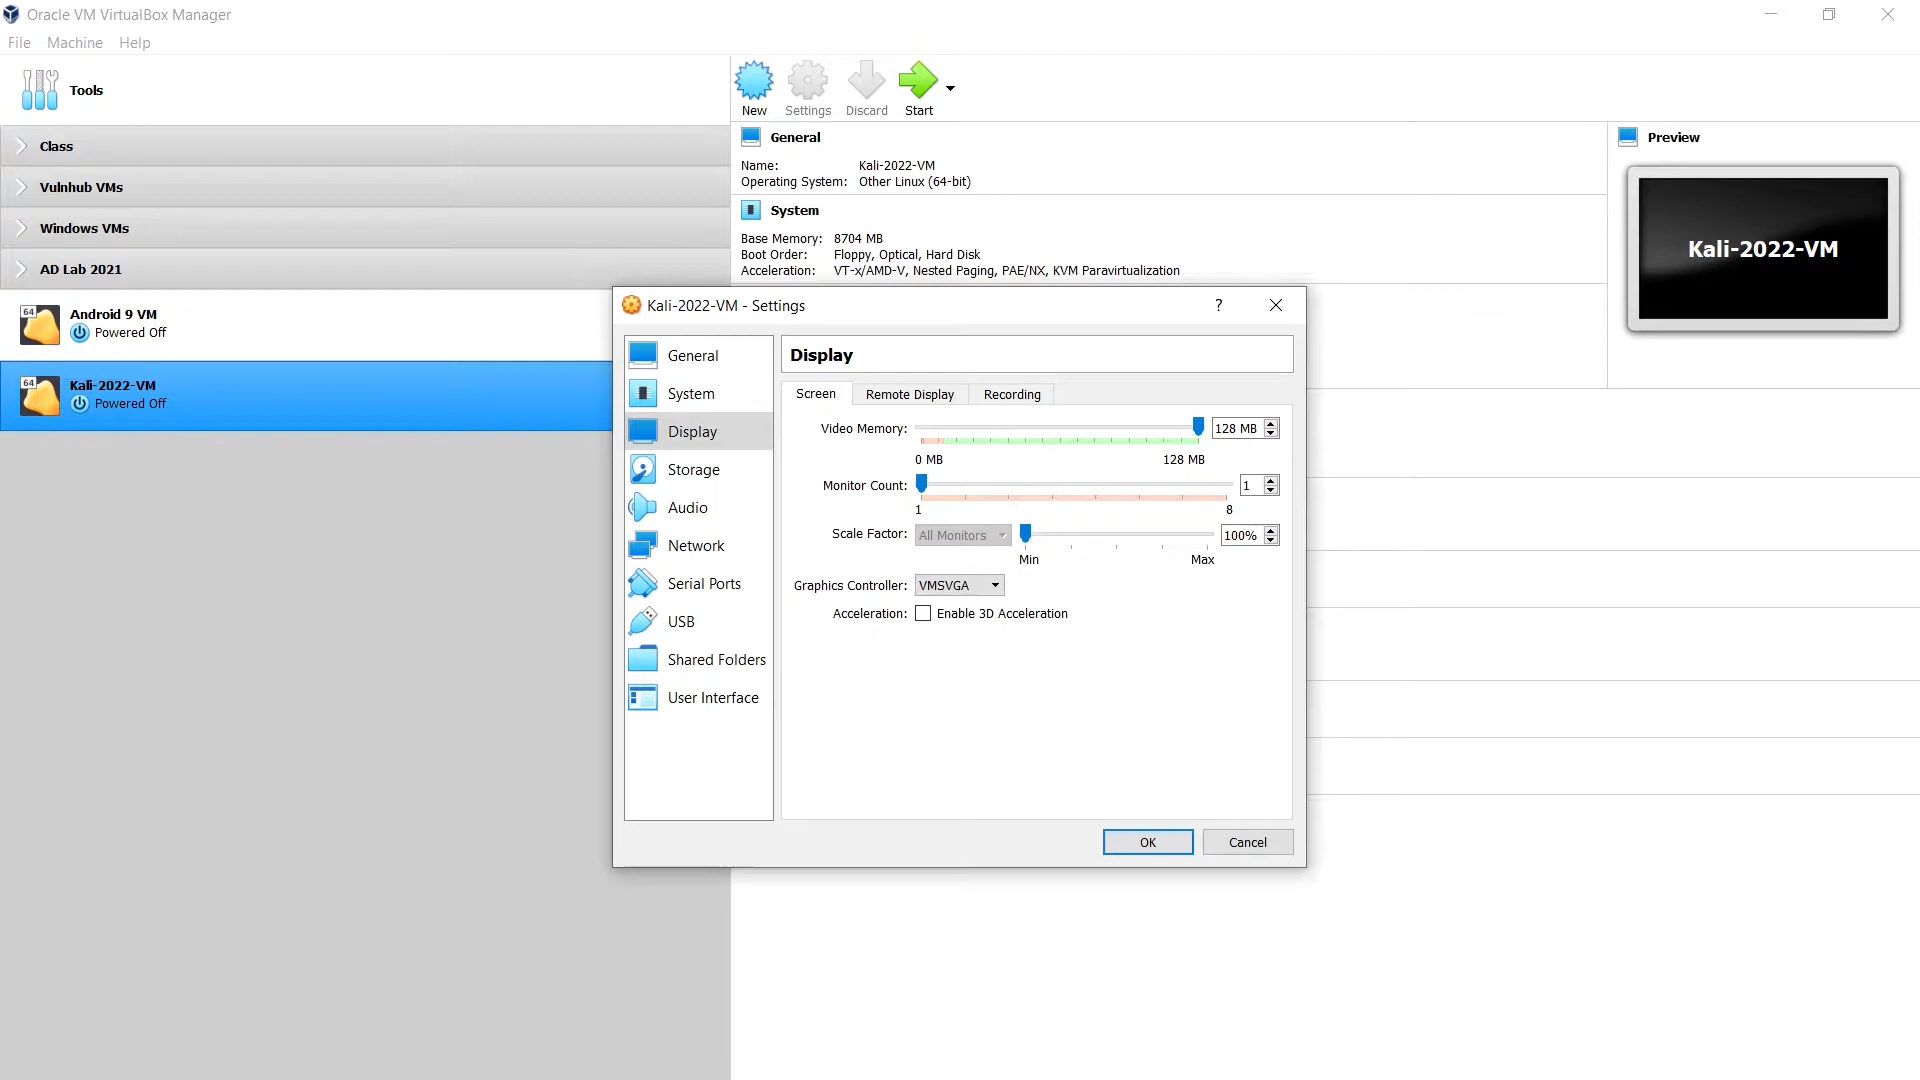 Oracle VM VirtualBox Manager
File Machine Help
Tools
New Settings Discard Start
Class
Vulnhub VMs
Windows VMs
AD Lab 2021
64
Android 9 VM
Powered Off
64
Kali-2022-VM
Powered Off
General
Name: Kali-2022-VM
Operating System: Other Linux (64-bit)
System
Base Memory: 8704 MB
Boot Order: Floppy, Optical, Hard Disk
Acceleration: VT-x/AMD-V, Nested Paging, PAE/NX, KVM Paravirtualization
Preview
Kali-2022-VM
Kali-2022-VM - Settings
?
General
System
Display
Storage
Audio
Network
Serial Ports
USB
Shared Folders
User Interface
Display
Screen Remote Display Recording
Video Memory: 128 MB
0 MB 128 MB
Monitor Count: 1
1 8
Scale Factor: All Monitors 100%
Min Max
Graphics Controller: VMSVGA
Acceleration: Enable 3D Acceleration
OK Cancel